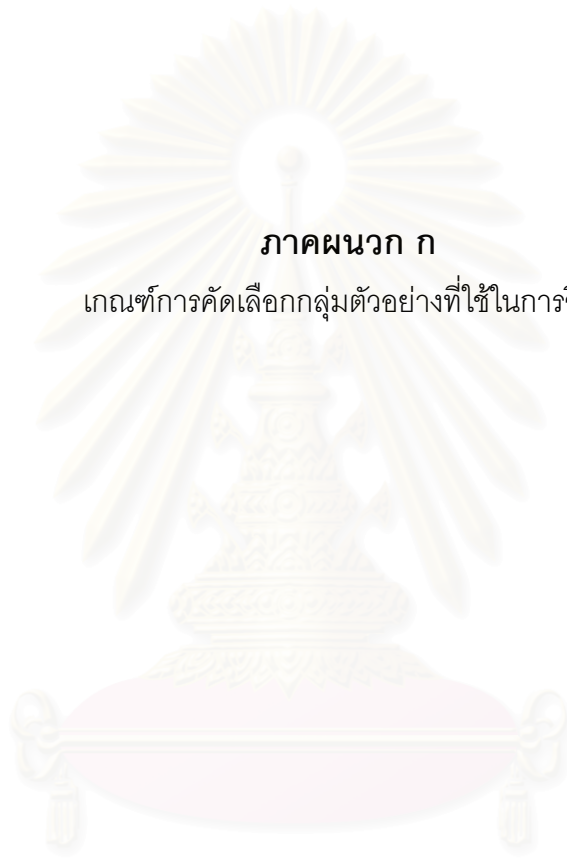 ภาคผนวก ก
เกณฑ์การคัดเลือกกลุ่มตัวอย่างที่ใช้ในการ